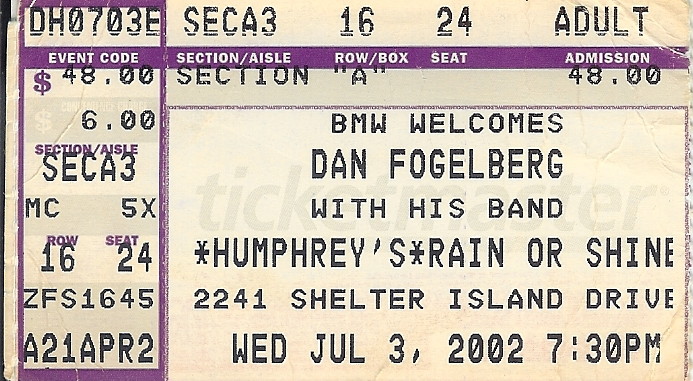 DH0703E SECA3 16 24 ADULT
EVENT CODE SECTION/AISLE ROW/BOX SEAT ADMISSION
$ 48.00 SECTION "A" 48.00
$ 6.00 BMW WELCOMES
SECTION/AISLE
SECA3 DAN FOGELBERG
MC 5X WITH HIS BAND
ticketmaster
ROW SEAT
16 24 *HUMPHREY'S*RAIN OR SHINE
ZFS1645 2241 SHELTER ISLAND DRIVE
A21APR2 WED JUL 3, 2002 7:30PM